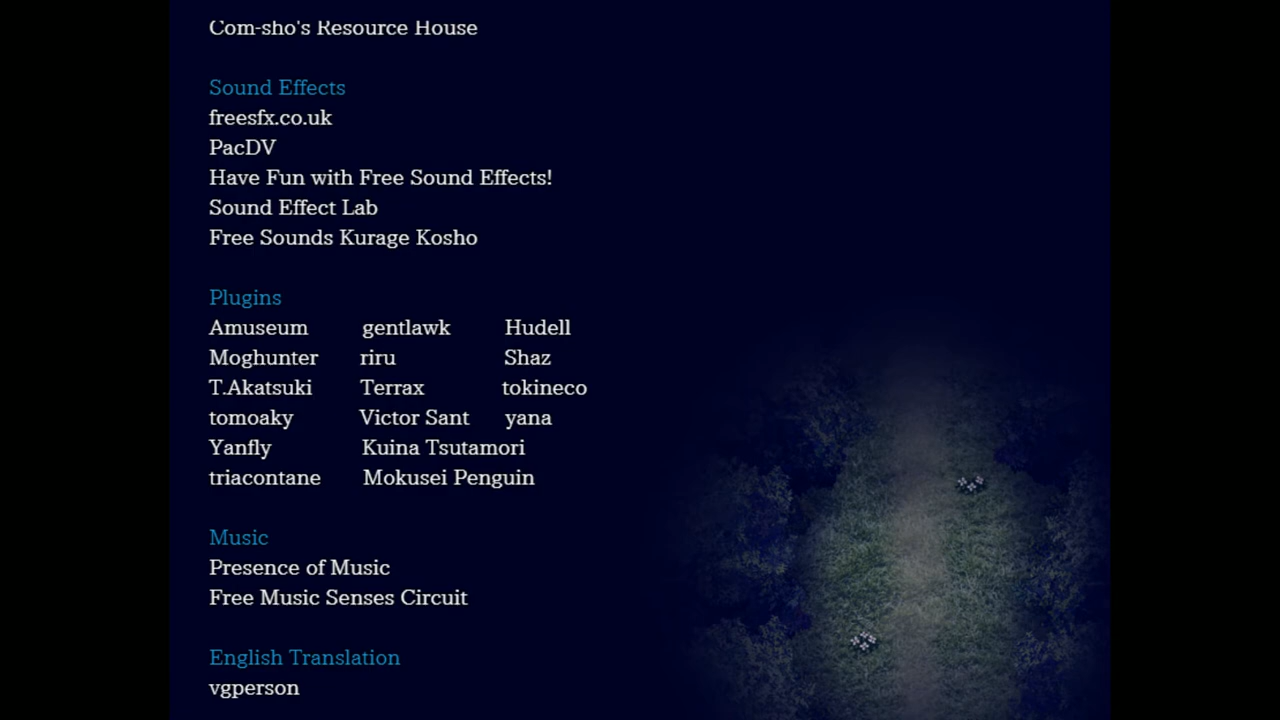 Com-sho's Resource House
Sound Effects
freesfx.co.uk
PacDV
Have Fun with Free Sound Effects!
Sound Effect Lab
Free Sounds Kurage Kosho
Plugins
Amuseum gentlawk Hudell
Moghunter riru Shaz
T.Akatsuki Terrax tokineco
tomoaky Victor Sant yana
Yanfly Kuina Tsutamori
triacontane Mokusei Penguin
Music
Presence of Music
Free Music Senses Circuit
English Translation
vgperson